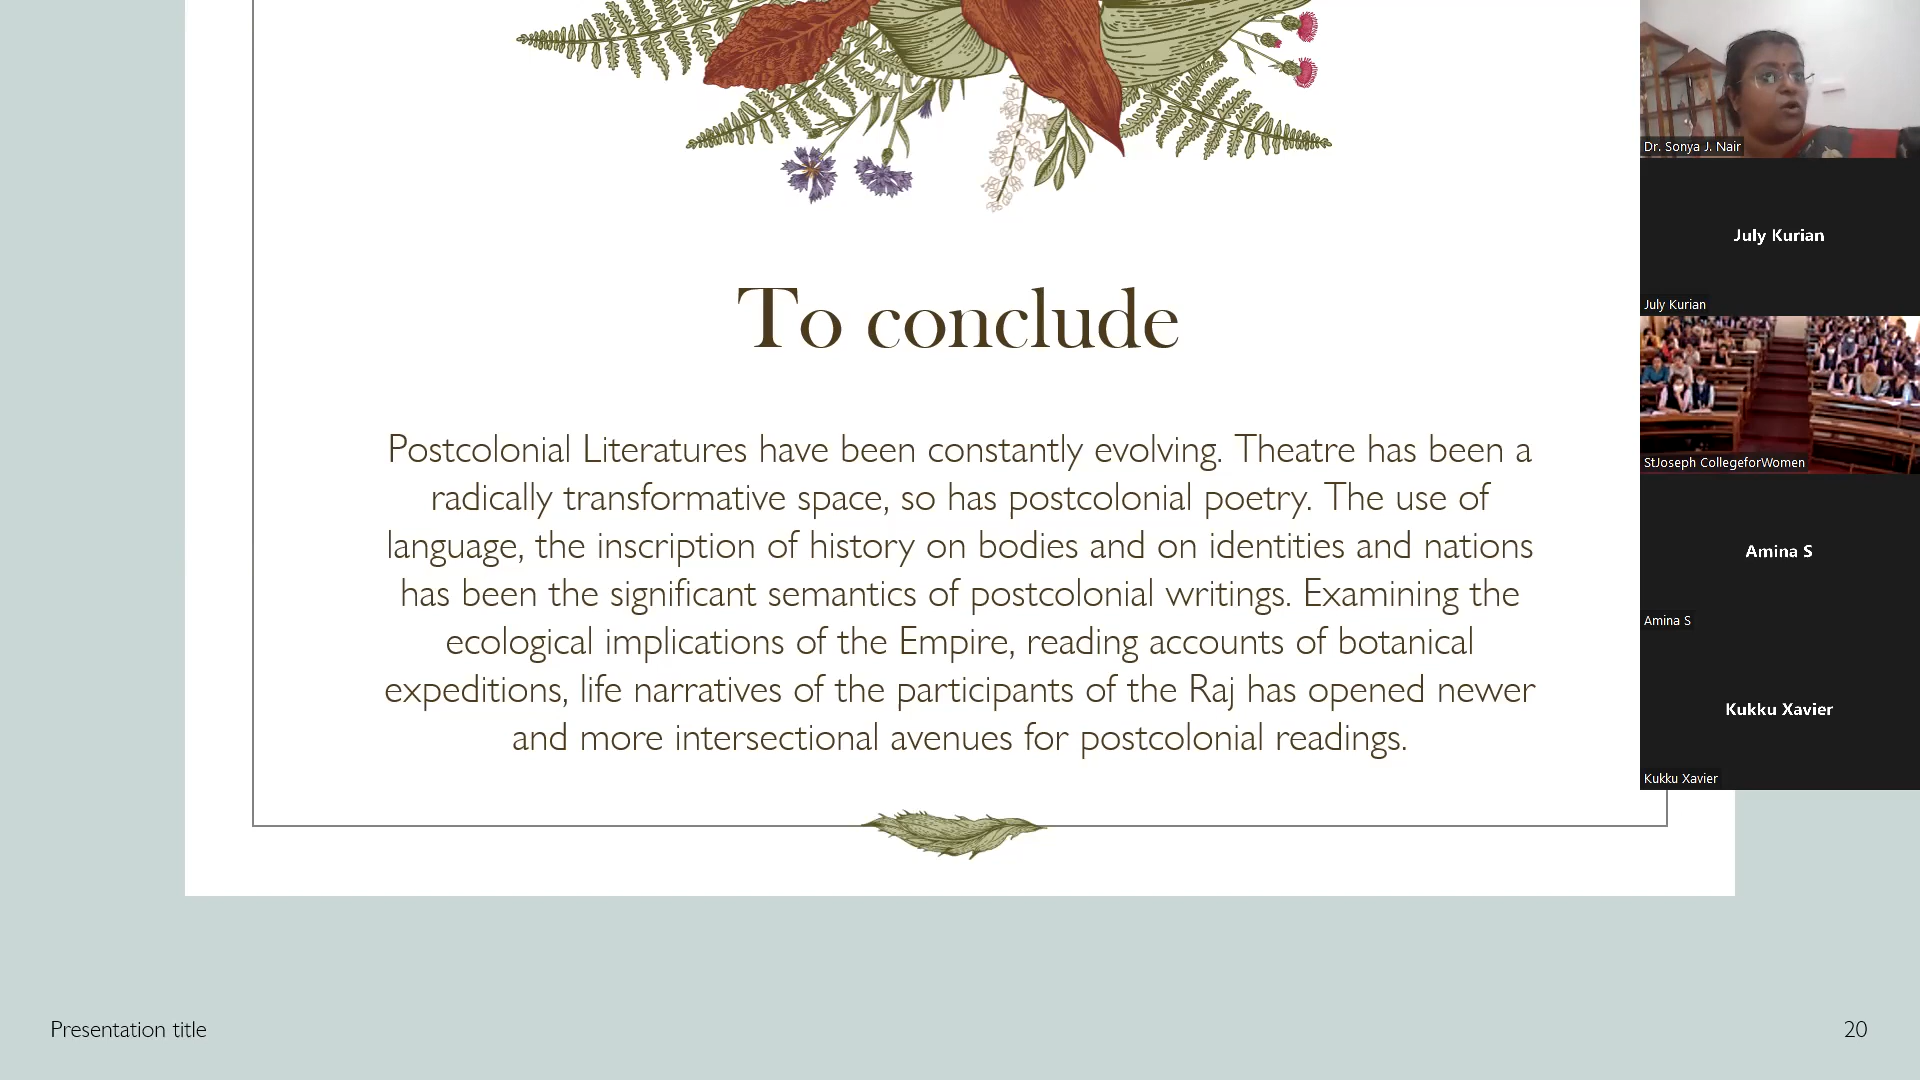 To conclude
Postcolonial Literatures have been constantly evolving. Theatre has been a
radically transformative space, so has postcolonial poetry. The use of
language, the inscription of history on bodies and on identities and nations
has been the significant semantics of postcolonial writings. Examining the
ecological implications of the Empire, reading accounts of botanical
expeditions, life narratives of the participants of the Raj has opened newer
and more intersectional avenues for postcolonial readings.
Presentation title
20
Dr. Sonya J. Nair
July Kurian
July Kurian
StJoseph CollegeforWomen
Amina S
Amina S
Kukku Xavier
Kukku Xavier